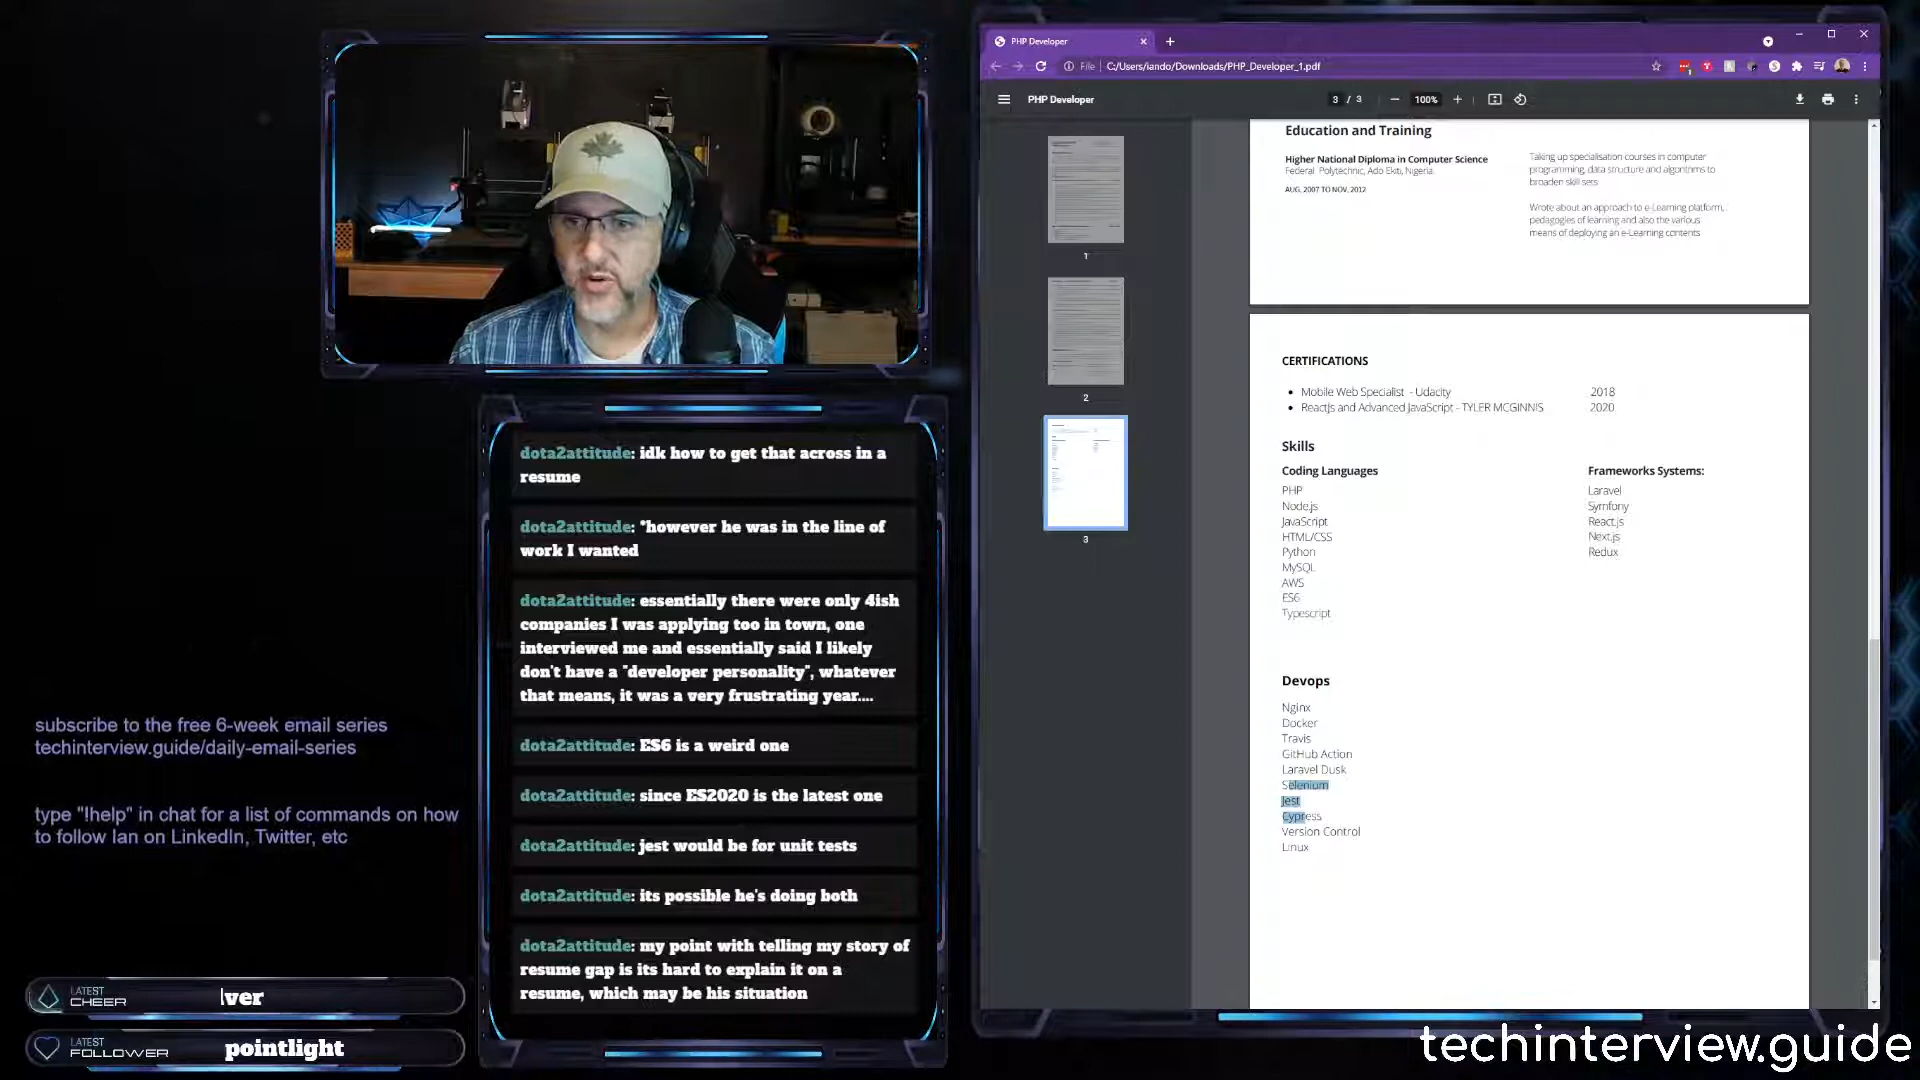 dota2attitude: idk how to get that across in a
resume
dota2attitude: *however he was in the line of
work I wanted
dota2attitude: essentially there were only 4ish
companies I was applying too in town, one
interviewed me and essentially said I likely
don't have a "developer personality", whatever
that means, it was a very frustrating year....
dota2attitude: ES6 is a weird one
dota2attitude: since ES2020 is the latest one
dota2attitude: jest would be for unit tests
dota2attitude: its possible he's doing both
dota2attitude: my point with telling my story of
resume gap is its hard to explain it on a
resume, which may be his situation
subscribe to the free 6-week email series
techinterview.guide/daily-email-series
type "!help" in chat for a list of commands on how
to follow Ian on LinkedIn, Twitter, etc
LATEST
CHEER
lver
LATEST
FOLLOWER
pointlight
PHP Developer
File
C:/Users/iando/Downloads/PHP_Developer_1.pdf
PHP Developer
3 / 3
100%
1
2
3
Education and Training
Higher National Diploma in Computer Science
Federal Polytechnic, Ado Ekiti, Nigeria.
AUG, 2007 TO NOV, 2012
Taking up specialisation courses in computer
programming, data structure and algorithms to
broaden skill sets
Wrote about an approach to e-Learning platform,
pedagogies of learning and also the various
means of deploying an e-Learning contents
CERTIFICATIONS
Mobile Web Specialist - Udacity 2018
Reactjs and Advanced JavaScript - TYLER MCGINNIS 2020
Skills
Coding Languages
PHP
Node.js
JavaScript
HTML/CSS
Python
MySQL
AWS
ES6
Typescript
Frameworks Systems:
Laravel
Symfony
React.js
Next.js
Redux
Devops
Nginx
Docker
Travis
GitHub Action
Laravel Dusk
Selenium
Jest
Cypress
Version Control
Linux
techinterview.guide